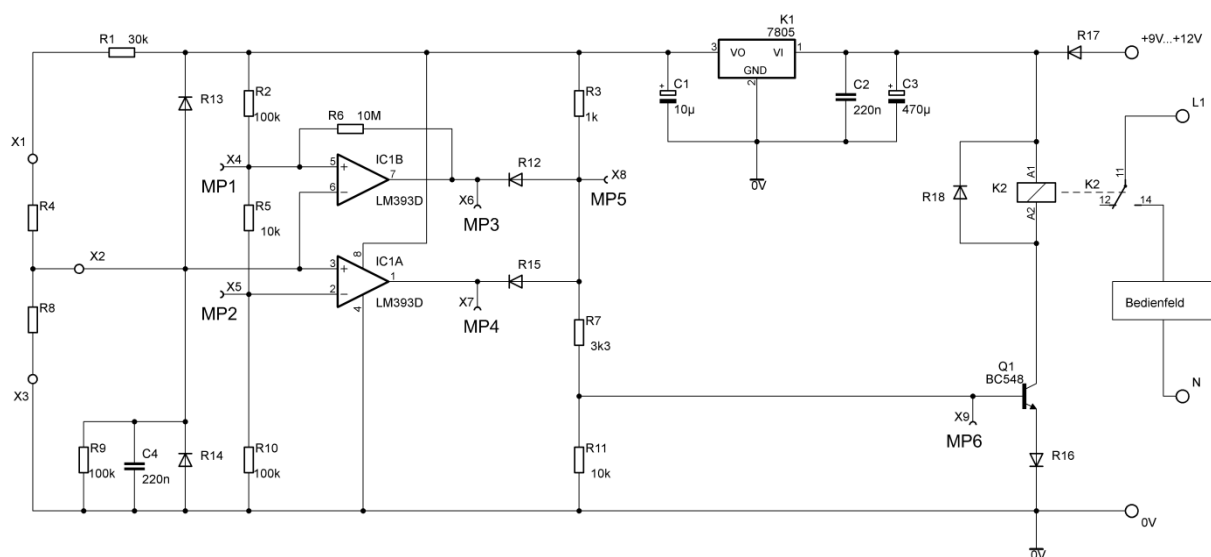 K1
7805
R1 30k
3 VO VI 1
GND
2
R17
+9V...+12V
R13
R2
100k
R6 10M
R3
1k
+
C1
10µ
C2
220n
+
C3
470µ
L1
X1
X4
MP1
5
+
6
-
IC1B
7
LM393D
R12
X6
MP3
X8
MP5
0V
R18
K2
A1
A2
K2
11
12
14
R4
R5
10k
X2
8
IC1A
3
+
2
-
1
LM393D
4
R15
X5
MP2
X7
MP4
R8
R7
3k3
Bedienfeld
X3
Q1
BC548
N
X9
MP6
R9
100k
C4
220n
R14
R10
100k
R11
10k
R16
0V
0V